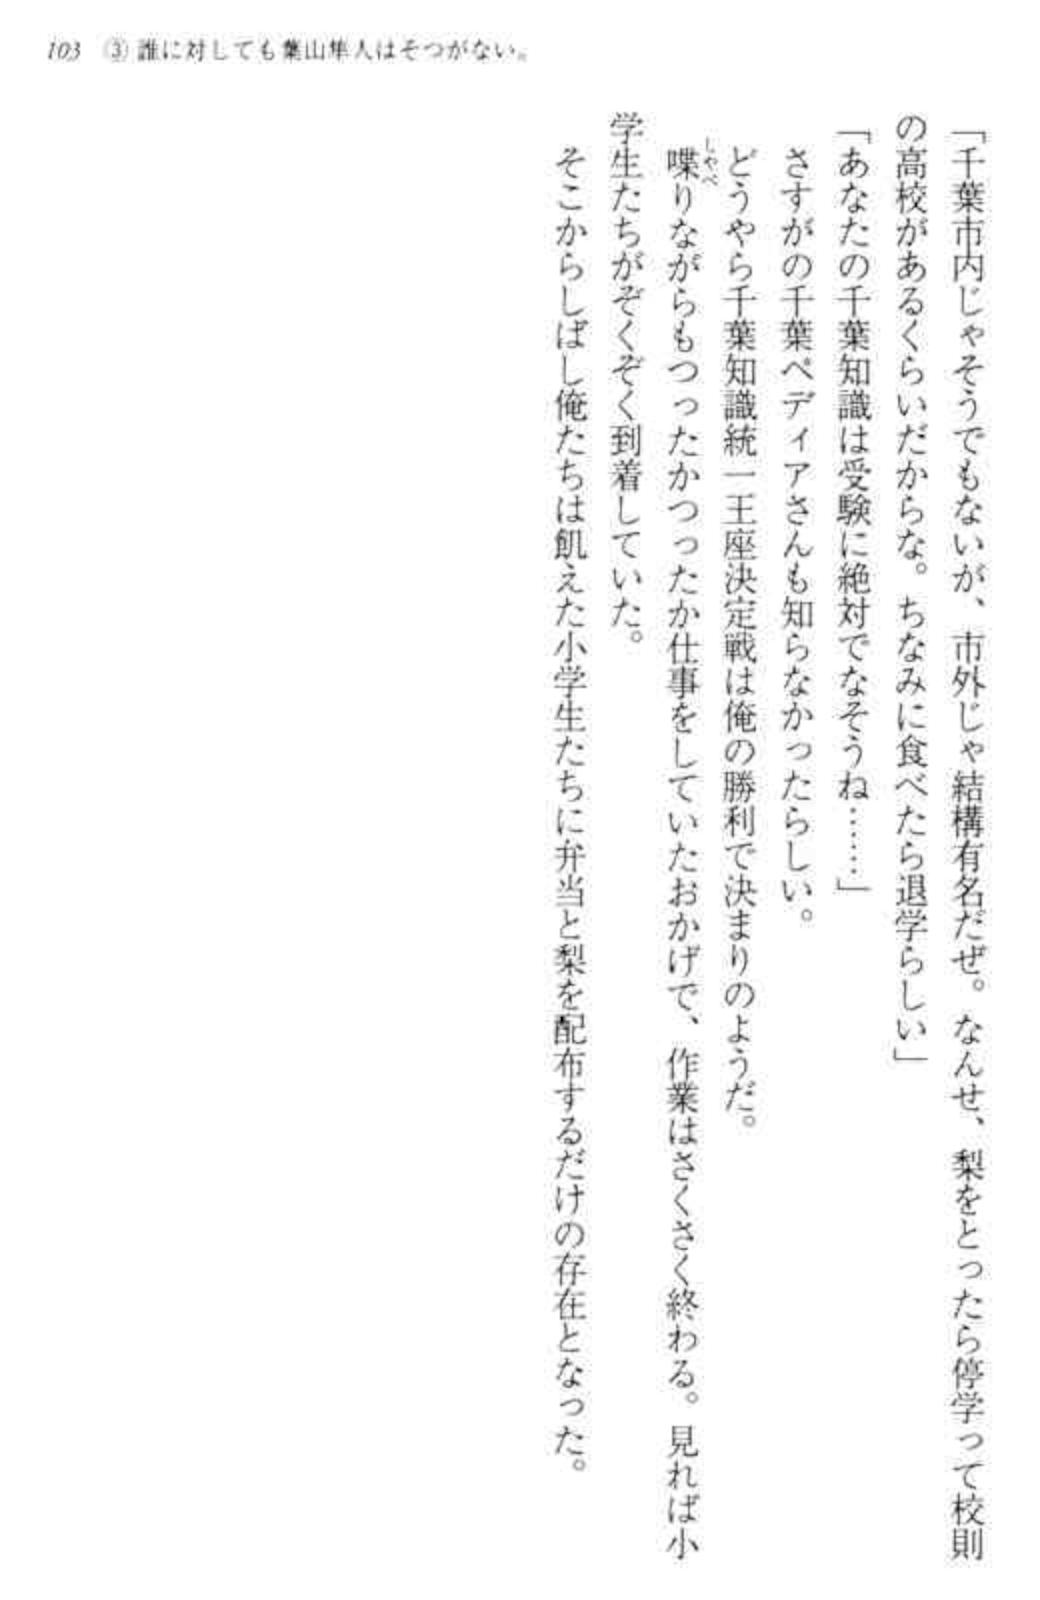 103 ③ 誰に対しても葉山隼人はそつがない。
「千葉市内じゃそうでもないが、市外じゃ結構有名だぜ。なんせ、梨をとったら停学って校則
の高校があるくらいだからな。ちなみに食べたら退学らしい」
「あなたの千葉知識は受験に絶対でなそうね……」
さすがの千葉ペディアさんも知らなかったらしい。
どうやら千葉知識統一王座決定戦は俺の勝利で決まりのようだ。
しゃべ
喋りながらもつったかつったか仕事をしていたおかげで、作業はさくさく終わる。見れば小
学生たちがぞくぞく到着していた。
そこからしばし俺たちは飢えた小学生たちに弁当と梨を配布するだけの存在となった。